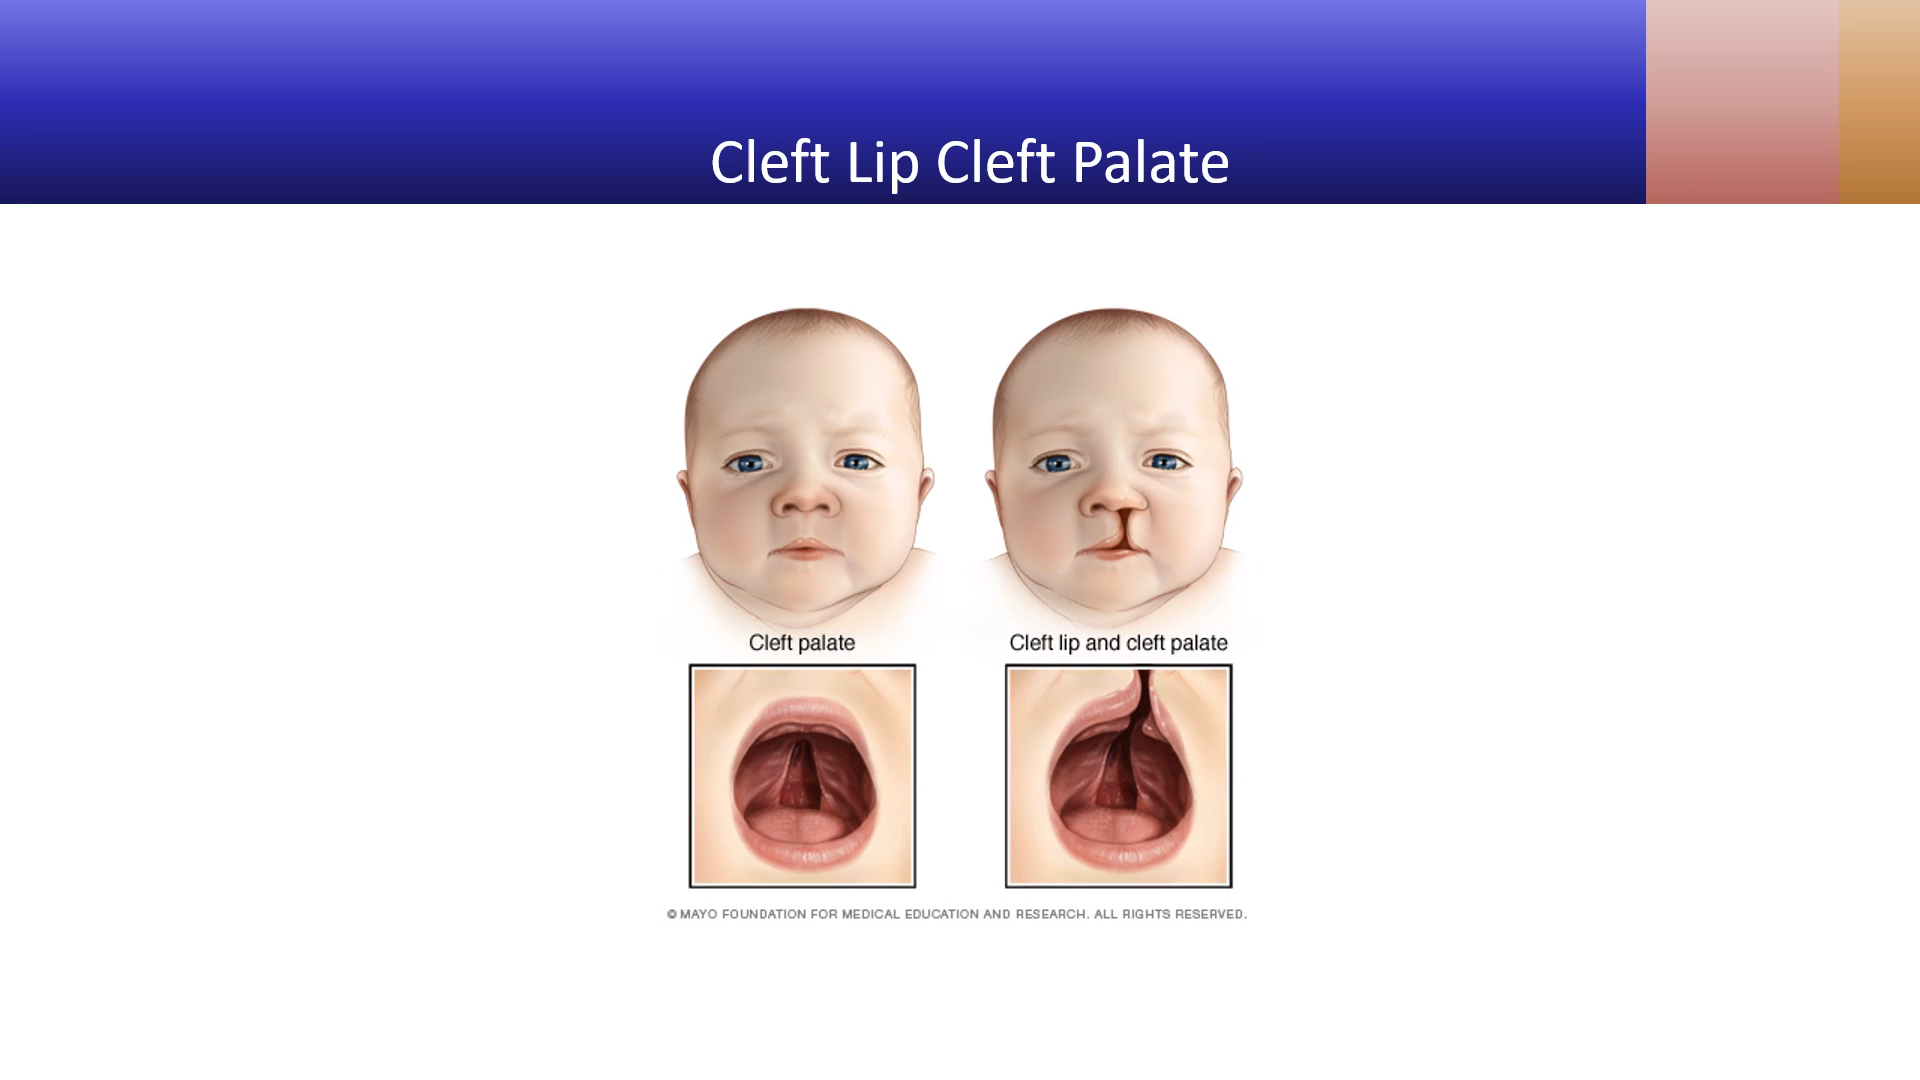 Cleft Lip Cleft Palate
Cleft palate
Cleft lip and cleft palate
© MAYO FOUNDATION FOR MEDICAL EDUCATION AND RESEARCH. ALL RIGHTS RESERVED.